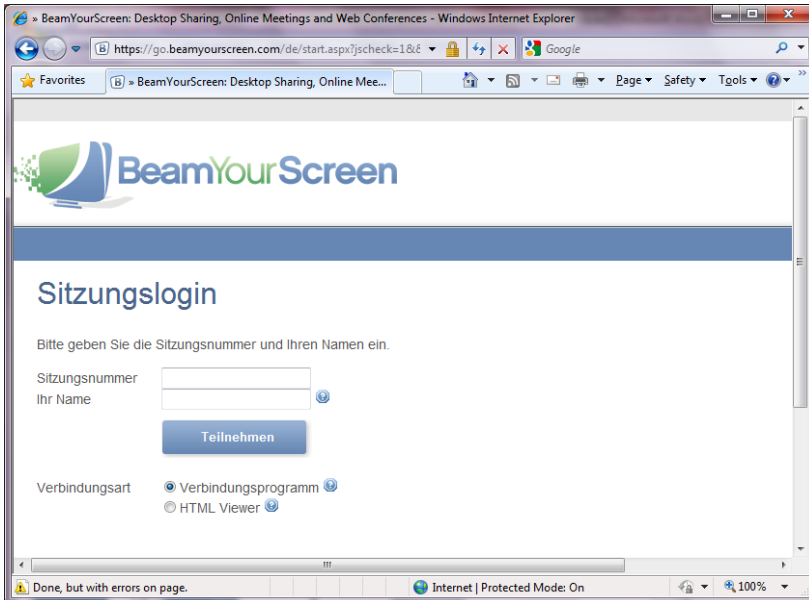 » BeamYourScreen: Desktop Sharing, Online Meetings and Web Conferences - Windows Internet Explorer
https://go.beamyourscreen.com/de/start.aspx?jscheck=1&
Google
Favorites
» BeamYourScreen: Desktop Sharing, Online Mee...
Page
Safety
Tools
BeamYourScreen
Sitzungslogin
Bitte geben Sie die Sitzungsnummer und Ihren Namen ein.
Sitzungsnummer
Ihr Name
Teilnehmen
Verbindungsart
Verbindungsprogramm
HTML Viewer
Done, but with errors on page.
Internet | Protected Mode: On
100%